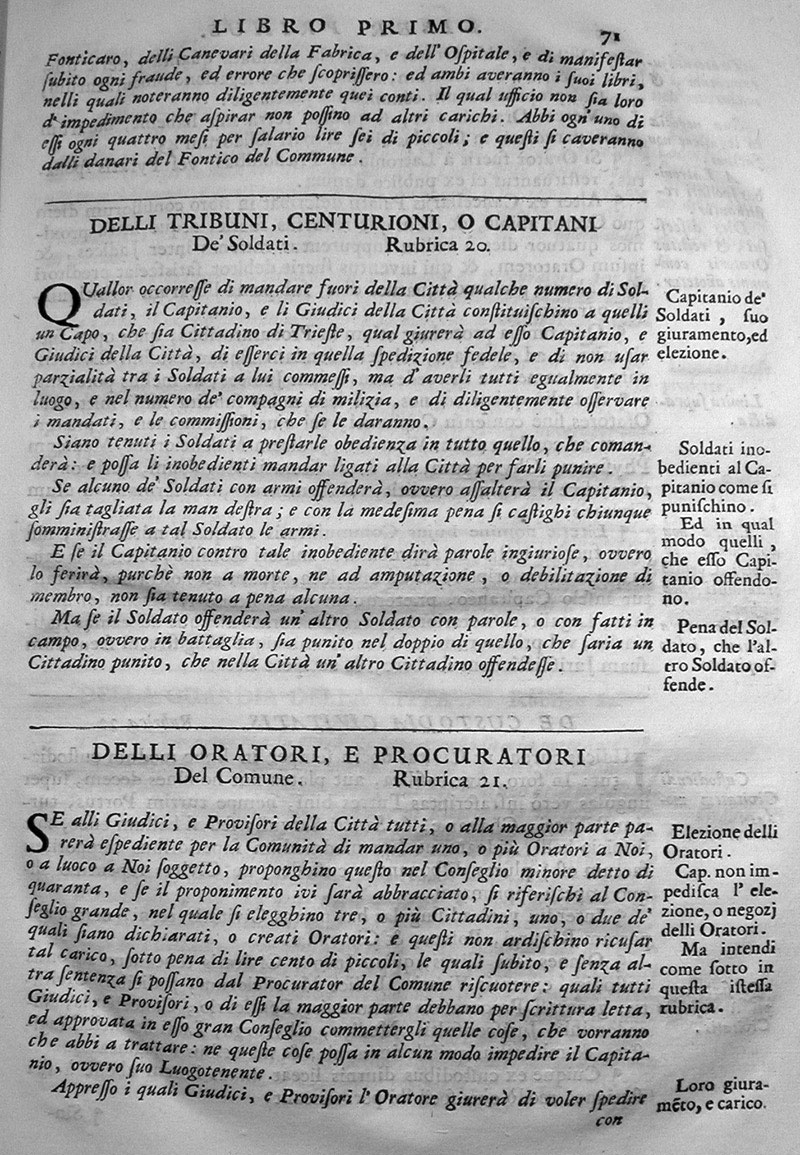 LIBRO PRIMO.
71
Fonticaro, delli Canevari della Fabrica, e dell'Oſpitale, e di manifeſtar
ſubito ogni fraude, ed errore che ſcopriſſero: ed ambi averanno i ſuoi libri,
nelli quali noteranno diligentemente quei conti. Il qual ufficio non ſia loro
d'impedimento che aſpirar non poſſino ad altri carichi. Abbi ogn'uno di
eſſi ogni quattro meſi per ſalario lire ſei di piccoli; e queſti ſi caveranno
dalli danari del Fontico del Commune.
DELLI TRIBUNI, CENTURIONI, O CAPITANI
De' Soldati. Rubrica 20.
QUallor occorreſſe di mandare fuori della Città qualche numero di Sol-
dati, il Capitanio, e li Giudici della Città conſtituiſchino a quelli
un Capo, che ſia Cittadino di Trieſte, qual giurerà ad eſſo Capitanio, e
Giudici della Città, di eſſerci in quella ſpedizione fedele, e di non uſar
parzialità tra i Soldati a lui commeſſi, ma d'averli tutti egualmente in
luogo, e nel numero de' compagni di milizia, e di diligentemente oſſervare
i mandati, e le commiſſioni, che ſe le daranno.
Capitanio de'
Soldati, ſuo
giuramento, ed
elezione.
Siano tenuti i Soldati a preſtarle obedienza in tutto quello, che coman-
derà: e poſſa li inobedienti mandar ligati alla Città per farli punire.
Se alcuno de' Soldati con armi offenderà, ovvero aſſalterà il Capitanio,
gli ſia tagliata la man deſtra; e con la medeſima pena ſi caſtighi chiunque
ſomminiſtraſſe a tal Soldato le armi.
E ſe il Capitanio contro tale inobediente dirà parole ingiurioſe, ovvero
lo ferirà, purchè non a morte, ne ad amputazione, o debilitazione di
membro, non ſia tenuto a pena alcuna.
Soldati ino-
bedienti al Ca-
pitanio come ſi
puniſchino.
Ed in qual
modo quelli,
che eſſo Capi-
tanio offendo-
no.
Ma ſe il Soldato offenderà un'altro Soldato con parole, o con fatti in
campo, ovvero in battaglia, ſia punito nel doppio di quello, che ſaria un
Cittadino punito, che nella Città un'altro Cittadino offendeſſe.
Pena del Sol-
dato, che l'al-
tro Soldato of-
fende.
DELLI ORATORI, E PROCURATORI
Del Comune. Rubrica 21.
SE alli Giudici, e Proviſori della Città tutti, o alla maggior parte pa-
rerà eſpediente per la Comunità di mandar uno, o più Oratori a Noi,
o a luoco a Noi ſoggetto, proponghino queſto nel Conſeglio minore detto di
quaranta, e ſe il proponimento ivi ſarà abbracciato, ſi riferiſchi al Con-
ſeglio grande, nel quale ſi elegghino tre, o più Cittadini, uno, o due de'
quali ſiano dichiarati, o creati Oratori: e queſti non ardiſchino ricuſar
tal carico, ſotto pena di lire cento di piccoli, le quali ſubito, e ſenza al-
tra ſentenza ſi poſſano dal Procurator del Comune riſcuotere: quali tutti
Giudici, e Proviſori, o di eſſi la maggior parte debbano per ſcrittura letta,
ed approvata in eſſo gran Conſeglio commettergli quelle coſe, che vorranno
che abbi a trattare: ne queſte coſe poſſa in alcun modo impedire il Capita-
nio, ovvero ſuo Luogotenente.
Elezione delli
Oratori.
Cap. non im-
pediſca l' ele-
zione, o negozj
delli Oratori.
Ma intendi
come ſotto in
queſta iſteſſa
rubrica.
Appreſſo i quali Giudici, e Proviſori l'Oratore giurerà di voler ſpedire
con
Loro giura-
mẽto, e carico.